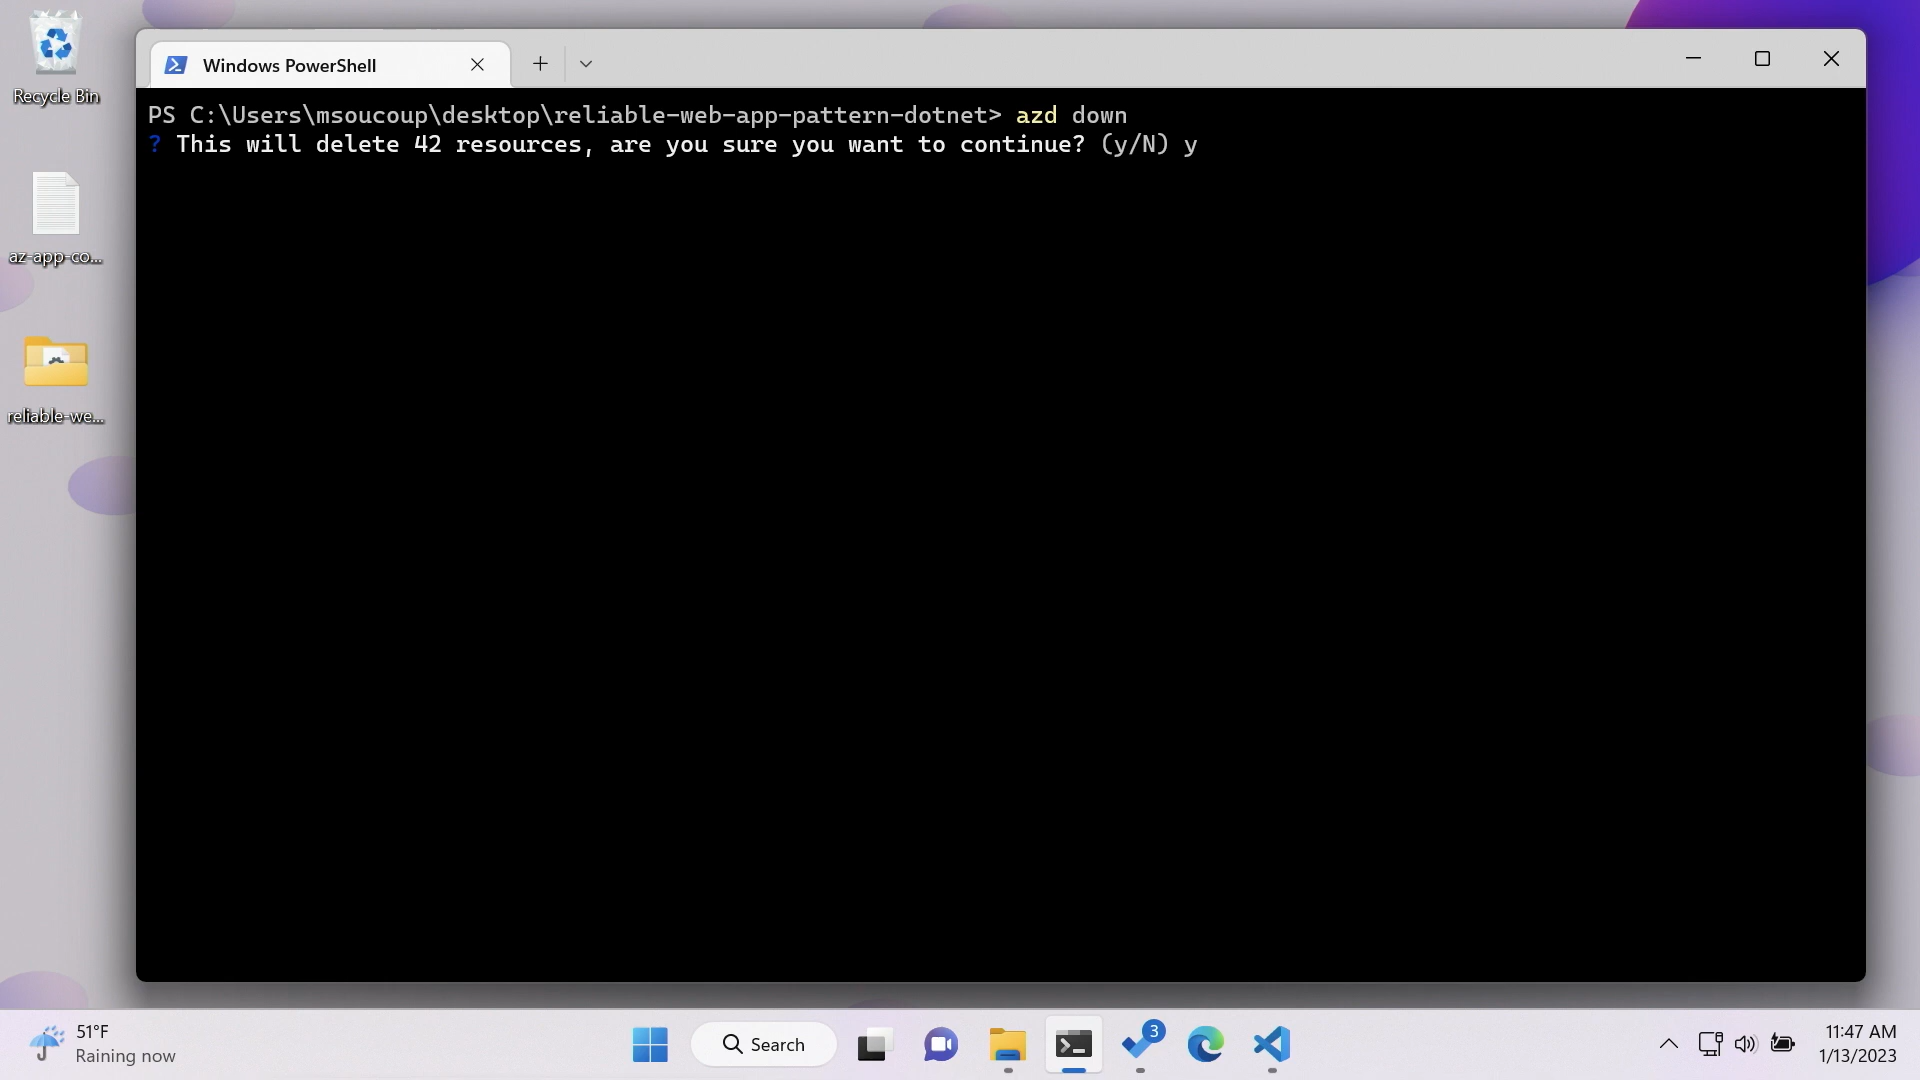 Recycle Bin
az-app-co...
reliable-we...
Windows PowerShell
PS C:\Users\msoucoup\desktop\reliable-web-app-pattern-dotnet> azd down
? This will delete 42 resources, are you sure you want to continue? (y/N) y
51°F
Raining now
Search
3
11:47 AM
1/13/2023